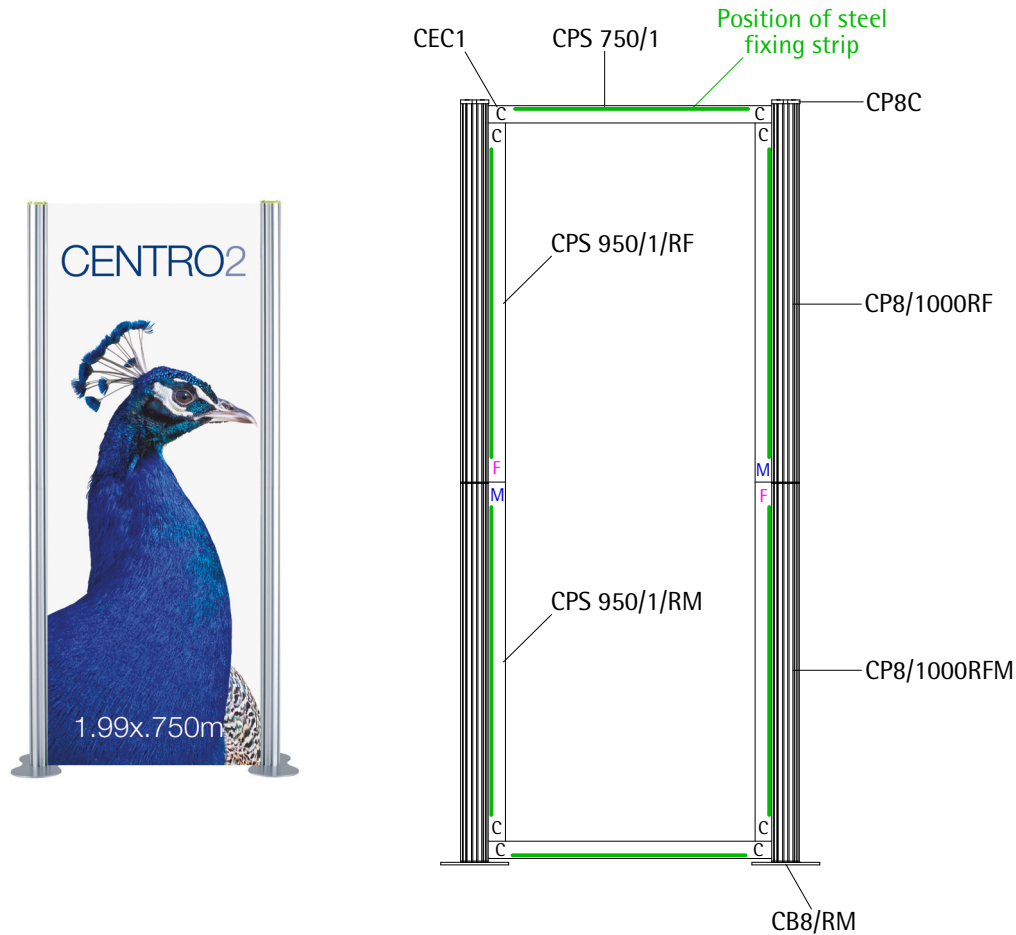 Position of steel
fixing strip
CEC1
CPS 750/1
CP8C
C
C
C
C
CENTRO2
CPS 950/1/RF
CP8/1000RF
F
M
M
F
CPS 950/1/RM
CP8/1000RFM
1.99x.750m
C
C
C
C
CB8/RM